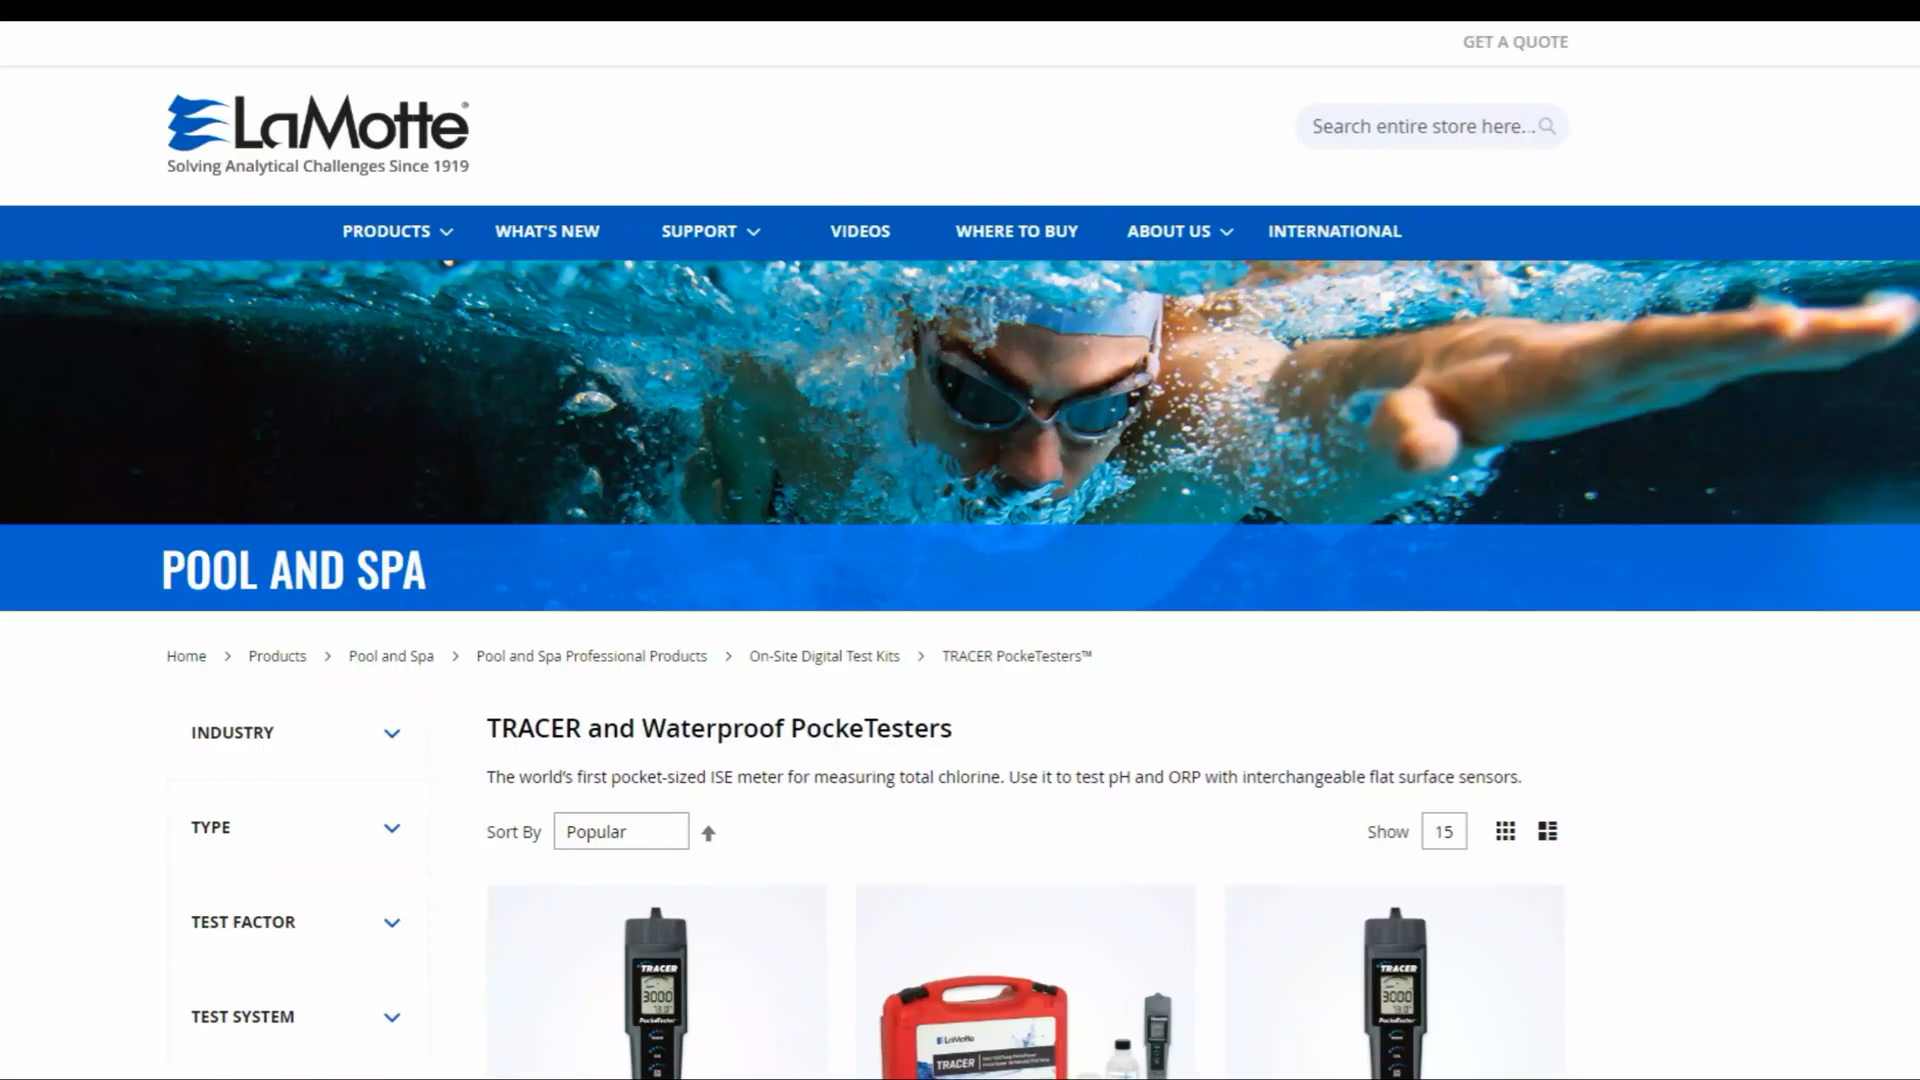 GET A QUOTE
LaMotte®
Solving Analytical Challenges Since 1919
Search entire store here...
PRODUCTS
WHAT'S NEW
SUPPORT
VIDEOS
WHERE TO BUY
ABOUT US
INTERNATIONAL
POOL AND SPA
Home > Products > Pool and Spa > Pool and Spa Professional Products > On-Site Digital Test Kits > TRACER PockeTesters™
INDUSTRY
TYPE
TEST FACTOR
TEST SYSTEM
TRACER and Waterproof PockeTesters
The world's first pocket-sized ISE meter for measuring total chlorine. Use it to test pH and ORP with interchangeable flat surface sensors.
Sort By Popular
Show 15
TRACER
3000
PockeTester
LaMotte
TRACER
TRACER
3000
PockeTester